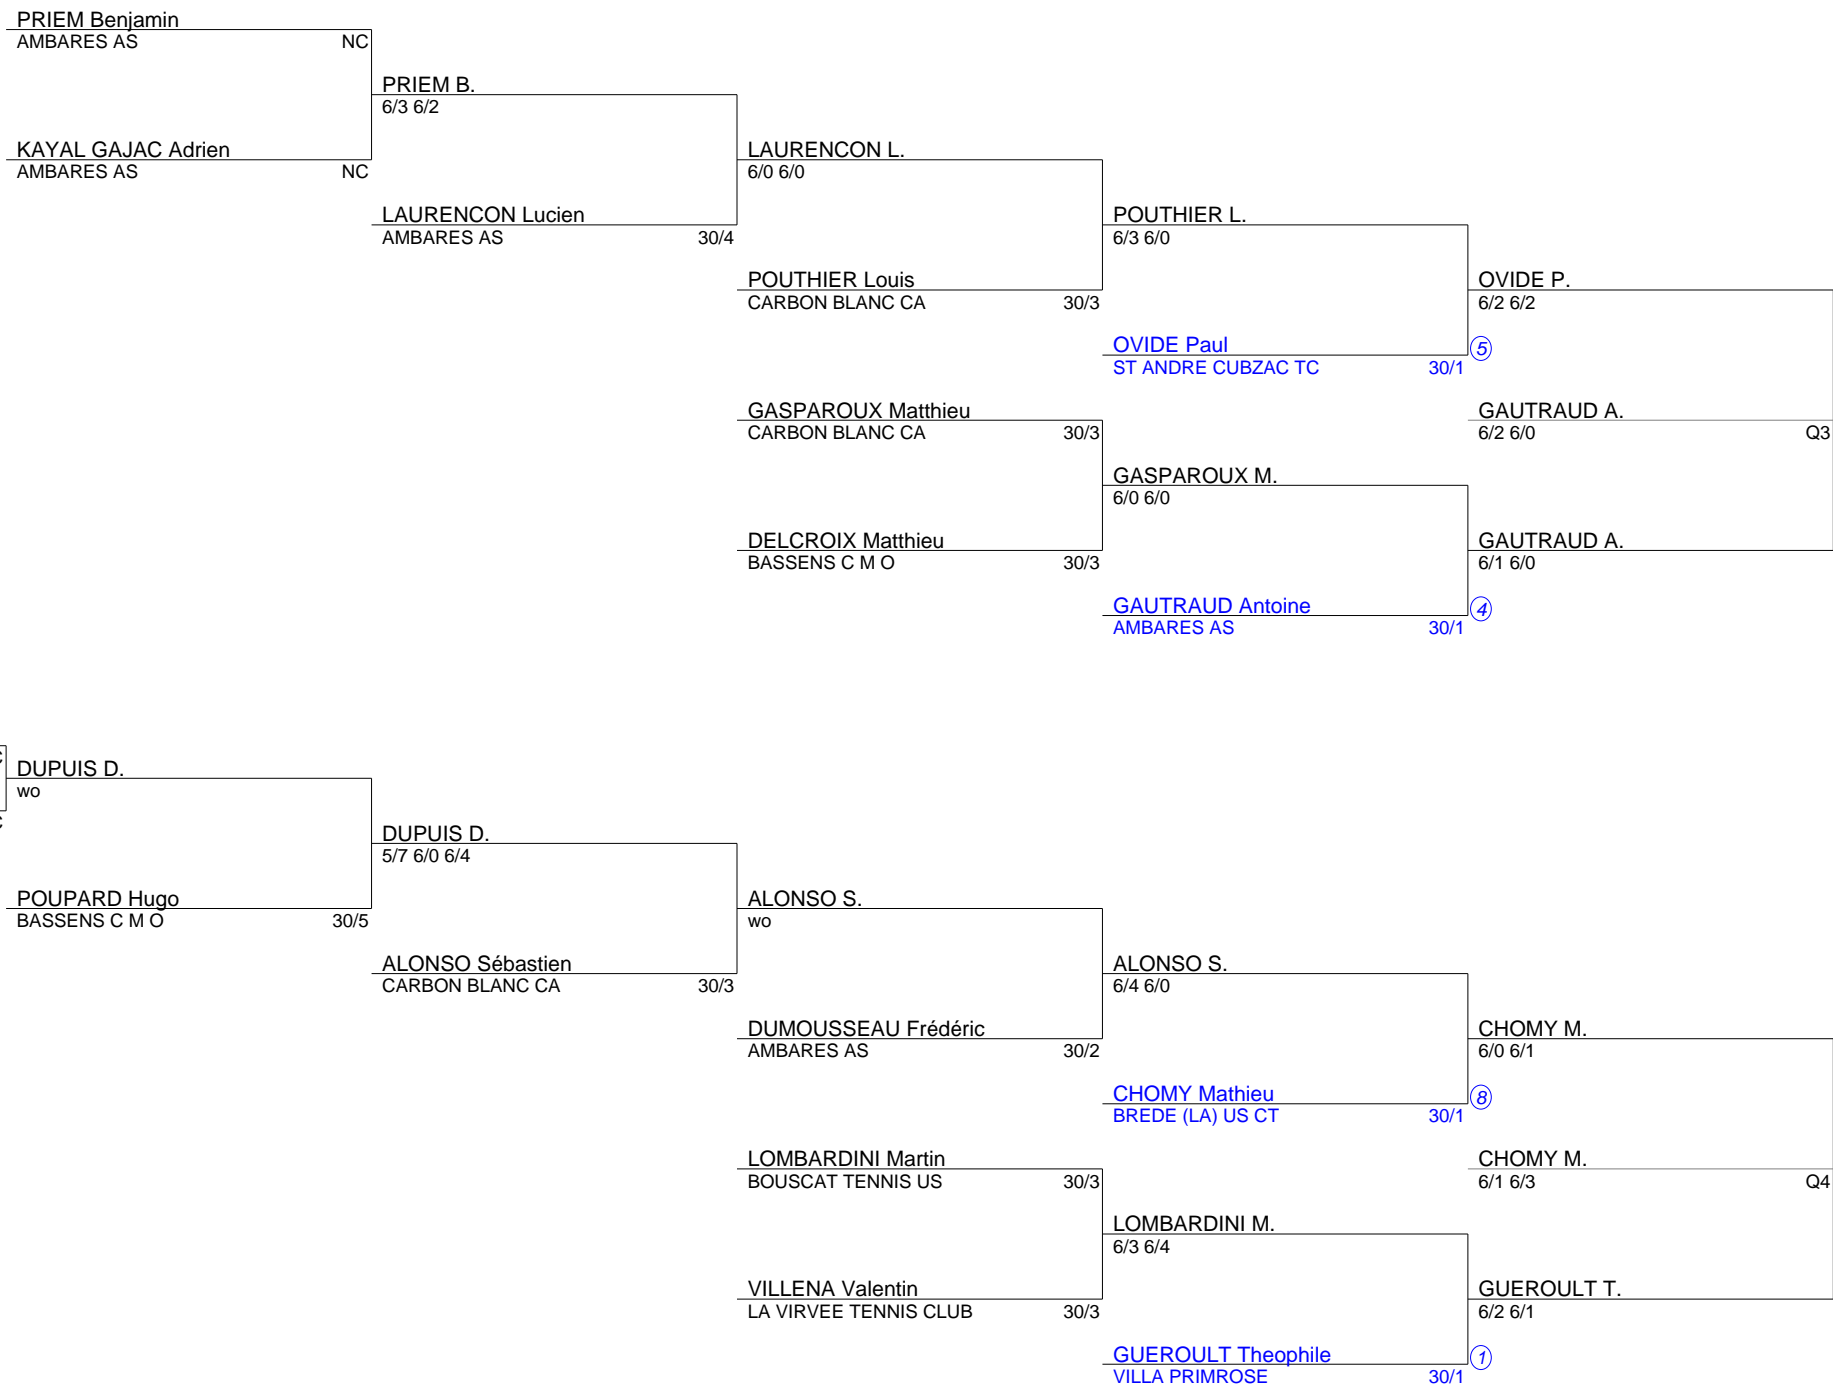 PRIEM Benjamin
AMBARES AS NC
PRIEM B.
6/3 6/2
KAYAL GAJAC Adrien
AMBARES AS NC
LAURENCON L.
6/0 6/0
LAURENCON Lucien
AMBARES AS 30/4
POUTHIER L.
6/3 6/0
POUTHIER Louis
CARBON BLANC CA 30/3
OVIDE P.
6/2 6/2
OVIDE Paul 5
ST ANDRE CUBZAC TC 30/1
GASPAROUX Matthieu
CARBON BLANC CA 30/3
GAUTRAUD A.
6/2 6/0 Q3
GASPAROUX M.
6/0 6/0
DELCROIX Matthieu
BASSENS C M O 30/3
GAUTRAUD A.
6/1 6/0
GAUTRAUD Antoine 4
AMBARES AS 30/1
DUPUIS D.
wo
DUPUIS D.
5/7 6/0 6/4
POUPARD Hugo
BASSENS C M O 30/5
ALONSO S.
wo
ALONSO Sébastien
CARBON BLANC CA 30/3
ALONSO S.
6/4 6/0
DUMOUSSEAU Frédéric
AMBARES AS 30/2
CHOMY M.
6/0 6/1
CHOMY Mathieu 8
BREDE (LA) US CT 30/1
LOMBARDINI Martin
BOUSCAT TENNIS US 30/3
CHOMY M.
6/1 6/3 Q4
LOMBARDINI M.
6/3 6/4
VILLENA Valentin
LA VIRVEE TENNIS CLUB 30/3
GUEROULT T.
6/2 6/1
GUEROULT Theophile 1
VILLA PRIMROSE 30/1